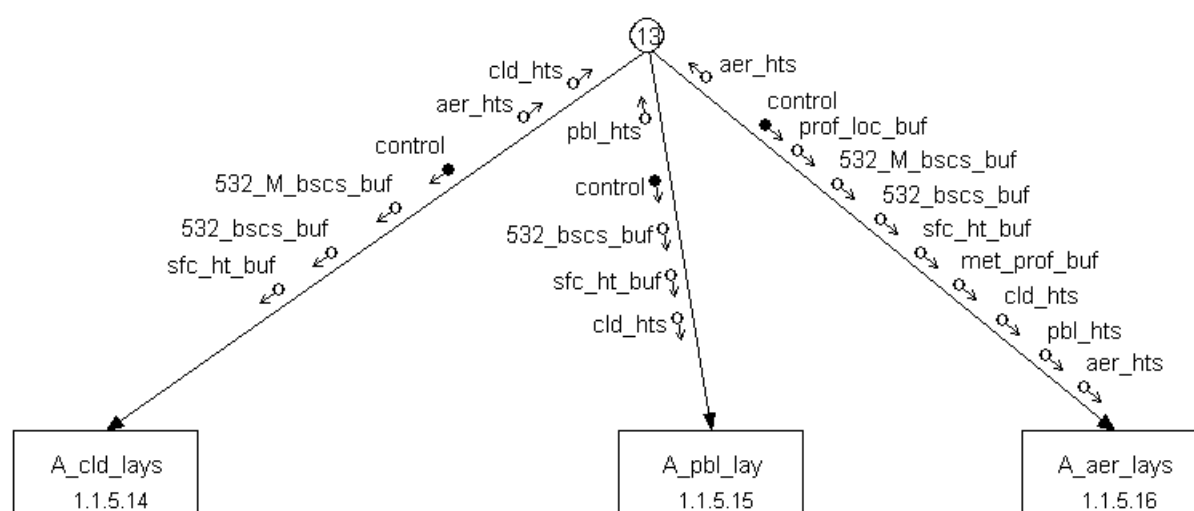 13
cld_hts
aer_hts
control
532_M_bscs_buf
532_bscs_buf
sfc_ht_buf
pbl_hts
control
532_bscs_buf
sfc_ht_buf
cld_hts
aer_hts
control
prof_loc_buf
532_M_bscs_buf
532_bscs_buf
sfc_ht_buf
met_prof_buf
cld_hts
pbl_hts
aer_hts
A_cld_lays
1.1.5.14
A_pbl_lay
1.1.5.15
A_aer_lays
1.1.5.16